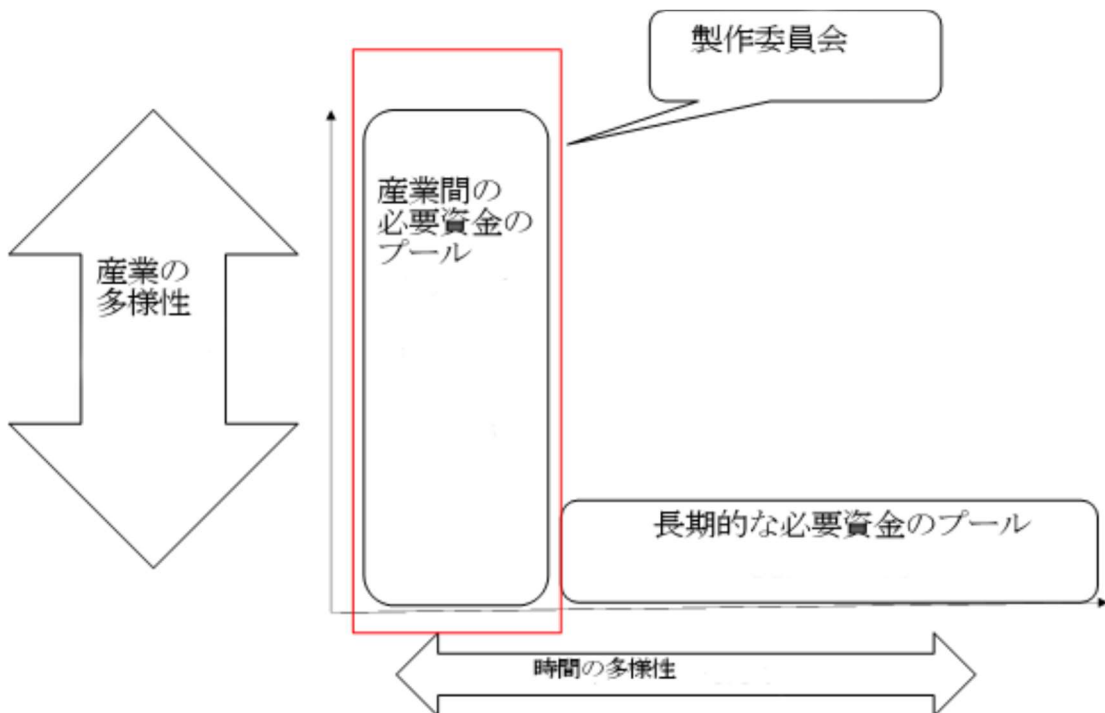 製作委員会
産業間の
必要資金の
プール
産業の
多様性
長期的な必要資金のプール
時間の多様性